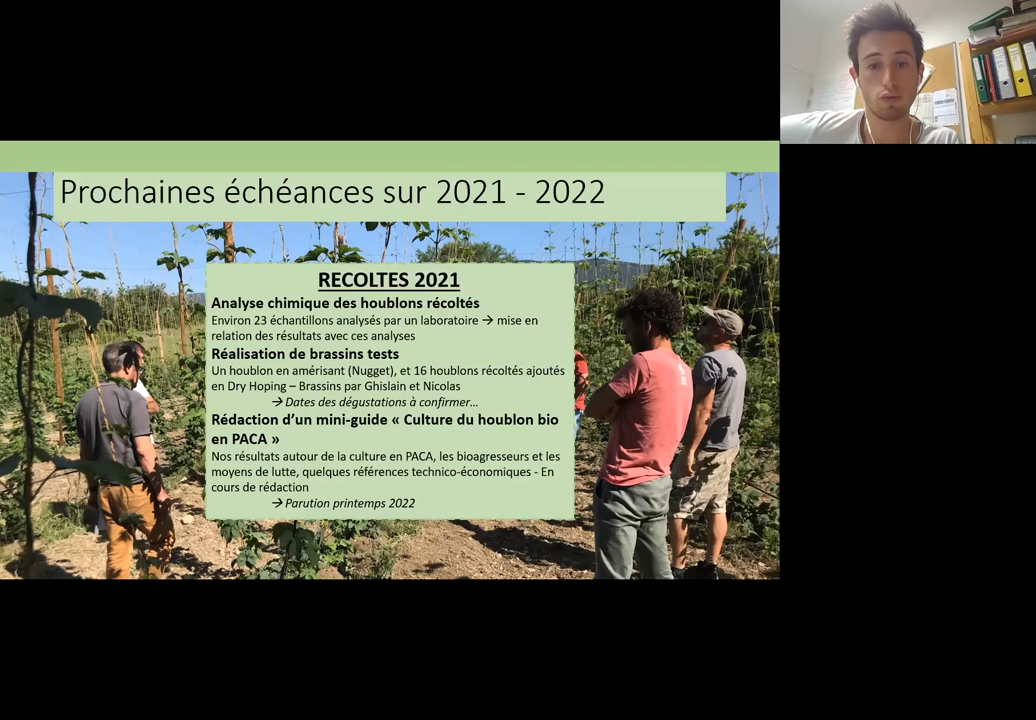 Prochaines échéances sur 2021 - 2022
RECOLTES 2021
Analyse chimique des houblons récoltés
Environ 23 échantillons analysés par un laboratoire → mise en
relation des résultats avec ces analyses
Réalisation de brassins tests
Un houblon en amérisant (Nugget), et 16 houblons récoltés ajoutés
en Dry Hoping – Brassins par Ghislain et Nicolas
→ Dates des dégustations à confirmer…
Rédaction d’un mini-guide « Culture du houblon bio
en PACA »
Nos résultats autour de la culture en PACA, les bioagresseurs et les
moyens de lutte, quelques références technico-économiques - En
cours de rédaction
→ Parution printemps 2022